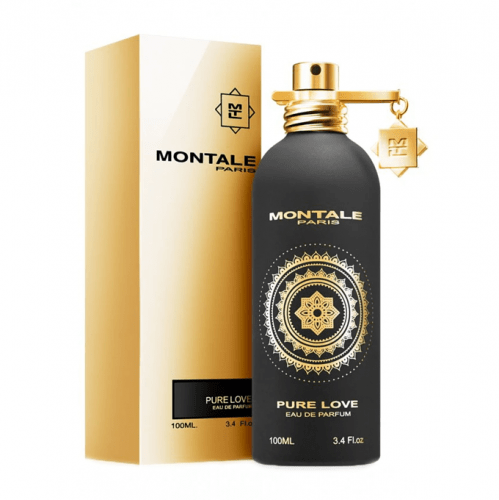 MONTALE
PARIS
PURE LOVE
EAU DE PARFUM
100ML. 3.4 Fl.o
MONTALE
PARIS
PURE LOVE
EAU DE PARFUM
100ML 3.4 Fl.oz